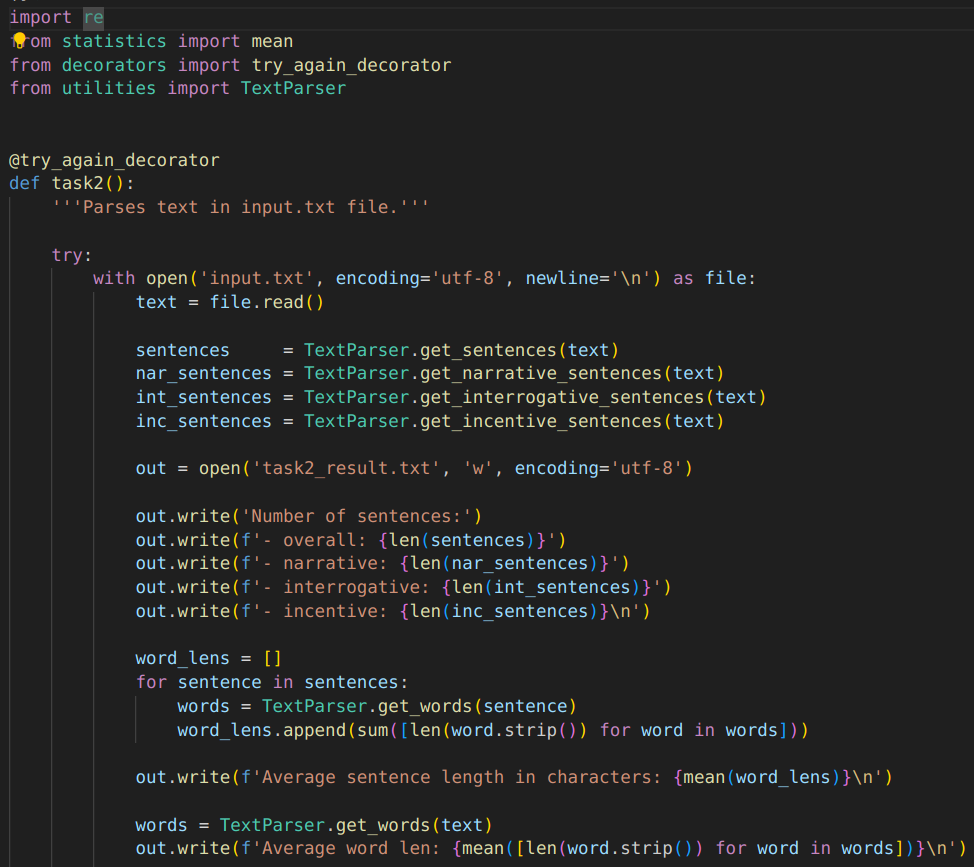 import re
from statistics import mean
from decorators import try_again_decorator
from utilities import TextParser
@try_again_decorator
def task2():
    '''Parses text in input.txt file.'''
    try:
        with open('input.txt', encoding='utf-8', newline='\n') as file:
            text = file.read()
            sentences     = TextParser.get_sentences(text)
            nar_sentences = TextParser.get_narrative_sentences(text)
            int_sentences = TextParser.get_interrogative_sentences(text)
            inc_sentences = TextParser.get_incentive_sentences(text)
            out = open('task2_result.txt', 'w', encoding='utf-8')
            out.write('Number of sentences:')
            out.write(f'- overall: {len(sentences)}')
            out.write(f'- narrative: {len(nar_sentences)}')
            out.write(f'- interrogative: {len(int_sentences)}')
            out.write(f'- incentive: {len(inc_sentences)}\n')
            word_lens = []
            for sentence in sentences:
                words = TextParser.get_words(sentence)
                word_lens.append(sum([len(word.strip()) for word in words]))
            out.write(f'Average sentence length in characters: {mean(word_lens)}\n')
            words = TextParser.get_words(text)
            out.write(f'Average word len: {mean([len(word.strip()) for word in words])}\n')